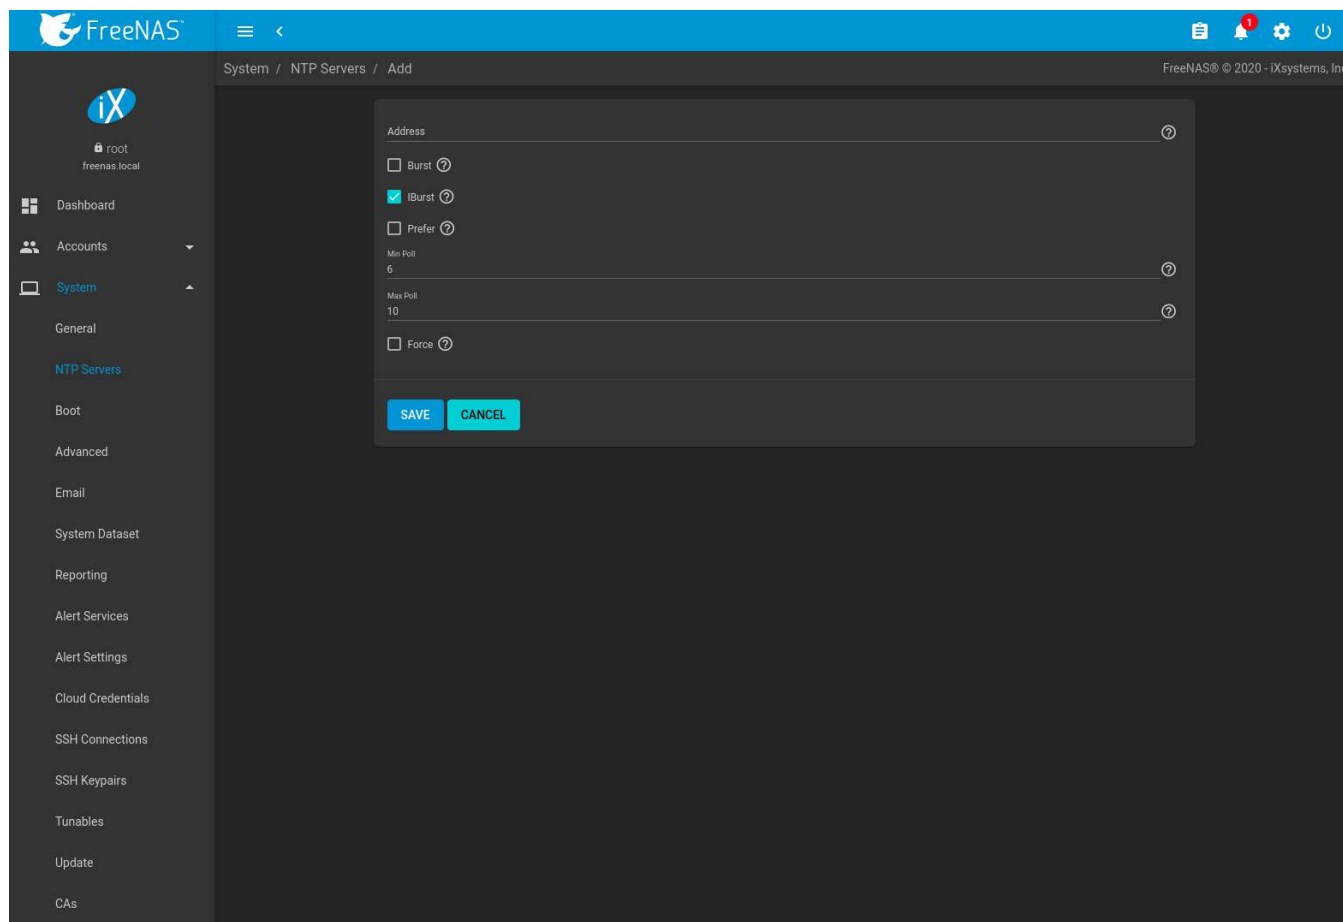 FreeNAS™
1
System / NTP Servers / Add
FreeNAS® © 2020 - iXsystems, Inc
iX
root
freenas.local
Dashboard
Accounts
System
General
NTP Servers
Boot
Advanced
Email
System Dataset
Reporting
Alert Services
Alert Settings
Cloud Credentials
SSH Connections
SSH Keypairs
Tunables
Update
CAs
Address
Burst
IBurst
Prefer
Min Poll
6
Max Poll
10
Force
SAVE CANCEL